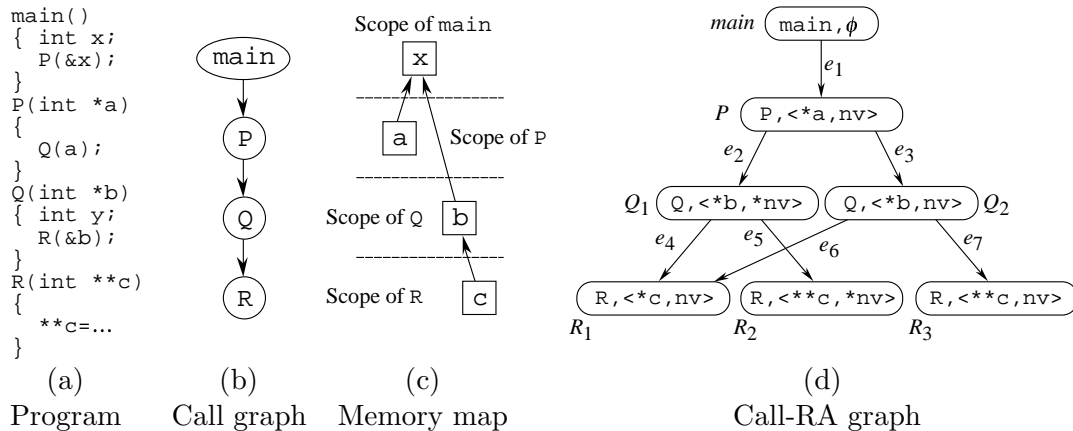 main()
{ int x;
P(&x);
}
P(int *a)
{
Q(a);
}
Q(int *b)
{ int y;
R(&b);
}
R(int **c)
{
**c=...
}
(a)
Program
main
P
Q
R
(b)
Call graph
Scope of main
x
a
Scope of P
Scope of Q
b
Scope of R
c
(c)
Memory map
main
main,ϕ
e1
P
P,<*a,nv>
e2
e3
Q1
Q,<*b,*nv>
Q,<*b,nv>
Q2
e4
e5
e6
e7
R,<*c,nv>
R,<**c,*nv>
R,<**c,nv>
R1
R2
R3
(d)
Call-RA graph